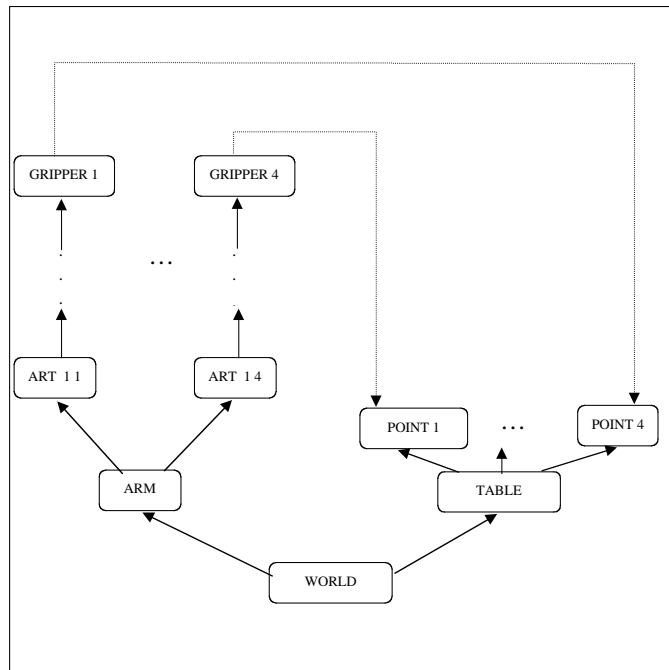 GRIPPER 1
GRIPPER 4
...
ART 1 1
ART 1 4
POINT 1
...
POINT 4
ARM
TABLE
WORLD